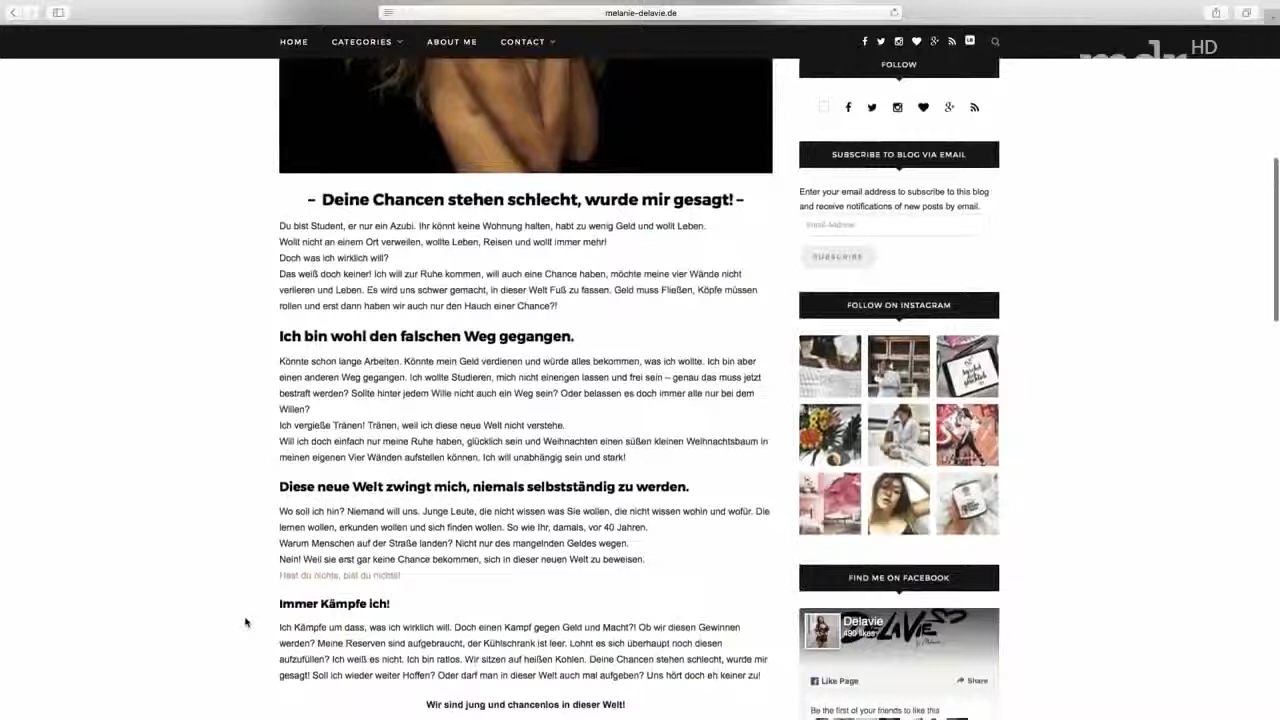 melanie-delavie.de
HOME CATEGORIES ABOUT ME CONTACT
mdr HD
– Deine Chancen stehen schlecht, wurde mir gesagt! –
Du bist Student, er nur ein Azubi. Ihr könnt keine Wohnung halten, habt zu wenig Geld und wollt Leben.
Wollt nicht an einem Ort verweilen, wollte Leben, Reisen und wollt immer mehr!
Doch was ich wirklich will?
Das weiß doch keiner! Ich will zur Ruhe kommen, will auch eine Chance haben, möchte meine vier Wände nicht
verlieren und Leben. Es wird uns schwer gemacht, in dieser Welt Fuß zu fassen. Geld muss Fließen, Köpfe müssen
rollen und erst dann haben wir auch nur den Hauch einer Chance?!
Ich bin wohl den falschen Weg gegangen.
Könnte schon lange Arbeiten. Könnte mein Geld verdienen und würde alles bekommen, was ich wollte. Ich bin aber
einen anderen Weg gegangen. Ich wollte Studieren, mich nicht einengen lassen und frei sein – genau das muss jetzt
bestraft werden? Sollte hinter jedem Wille nicht auch ein Weg sein? Oder belassen es doch immer alle nur bei dem
Willen?
Ich vergieße Tränen! Tränen, weil ich diese neue Welt nicht verstehe.
Will ich doch einfach nur meine Ruhe haben, glücklich sein und Weihnachten einen süßen kleinen Weihnachtsbaum in
meinen eigenen Vier Wänden aufstellen können. Ich will unabhängig sein und stark!
Diese neue Welt zwingt mich, niemals selbstständig zu werden.
Wo soll ich hin? Niemand will uns. Junge Leute, die nicht wissen was Sie wollen, die nicht wissen wohin und wofür. Die
lernen wollen, erkunden wollen und sich finden wollen. So wie Ihr, damals, vor 40 Jahren.
Warum Menschen auf der Straße landen? Nicht nur des mangelnden Geldes wegen.
Nein! Weil sie erst gar keine Chance bekommen, sich in dieser neuen Welt zu beweisen.
Hast du nichts, bist du nichts!
Immer Kämpfe ich!
Ich Kämpfe um dass, was ich wirklich will. Doch einen Kampf gegen Geld und Macht?! Ob wir diesen Gewinnen
werden? Meine Reserven sind aufgebraucht, der Kühlschrank ist leer. Lohnt es sich überhaupt noch diesen
aufzufüllen? Ich weiß es nicht. Ich bin ratlos. Wir sitzen auf heißen Kohlen. Deine Chancen stehen schlecht, wurde mir
gesagt! Soll ich wieder weiter Hoffen? Oder darf man in dieser Welt auch mal aufgeben? Uns hört doch eh keiner zu!
Wir sind jung und chancenlos in dieser Welt!
FOLLOW
SUBSCRIBE TO BLOG VIA EMAIL
Enter your email address to subscribe to this blog
and receive notifications of new posts by email.
Email Address
SUBSCRIBE
FOLLOW ON INSTAGRAM
FIND ME ON FACEBOOK
Delavie
490 likes
DELAVIE
Like Page
Share
Be the first of your friends to like this